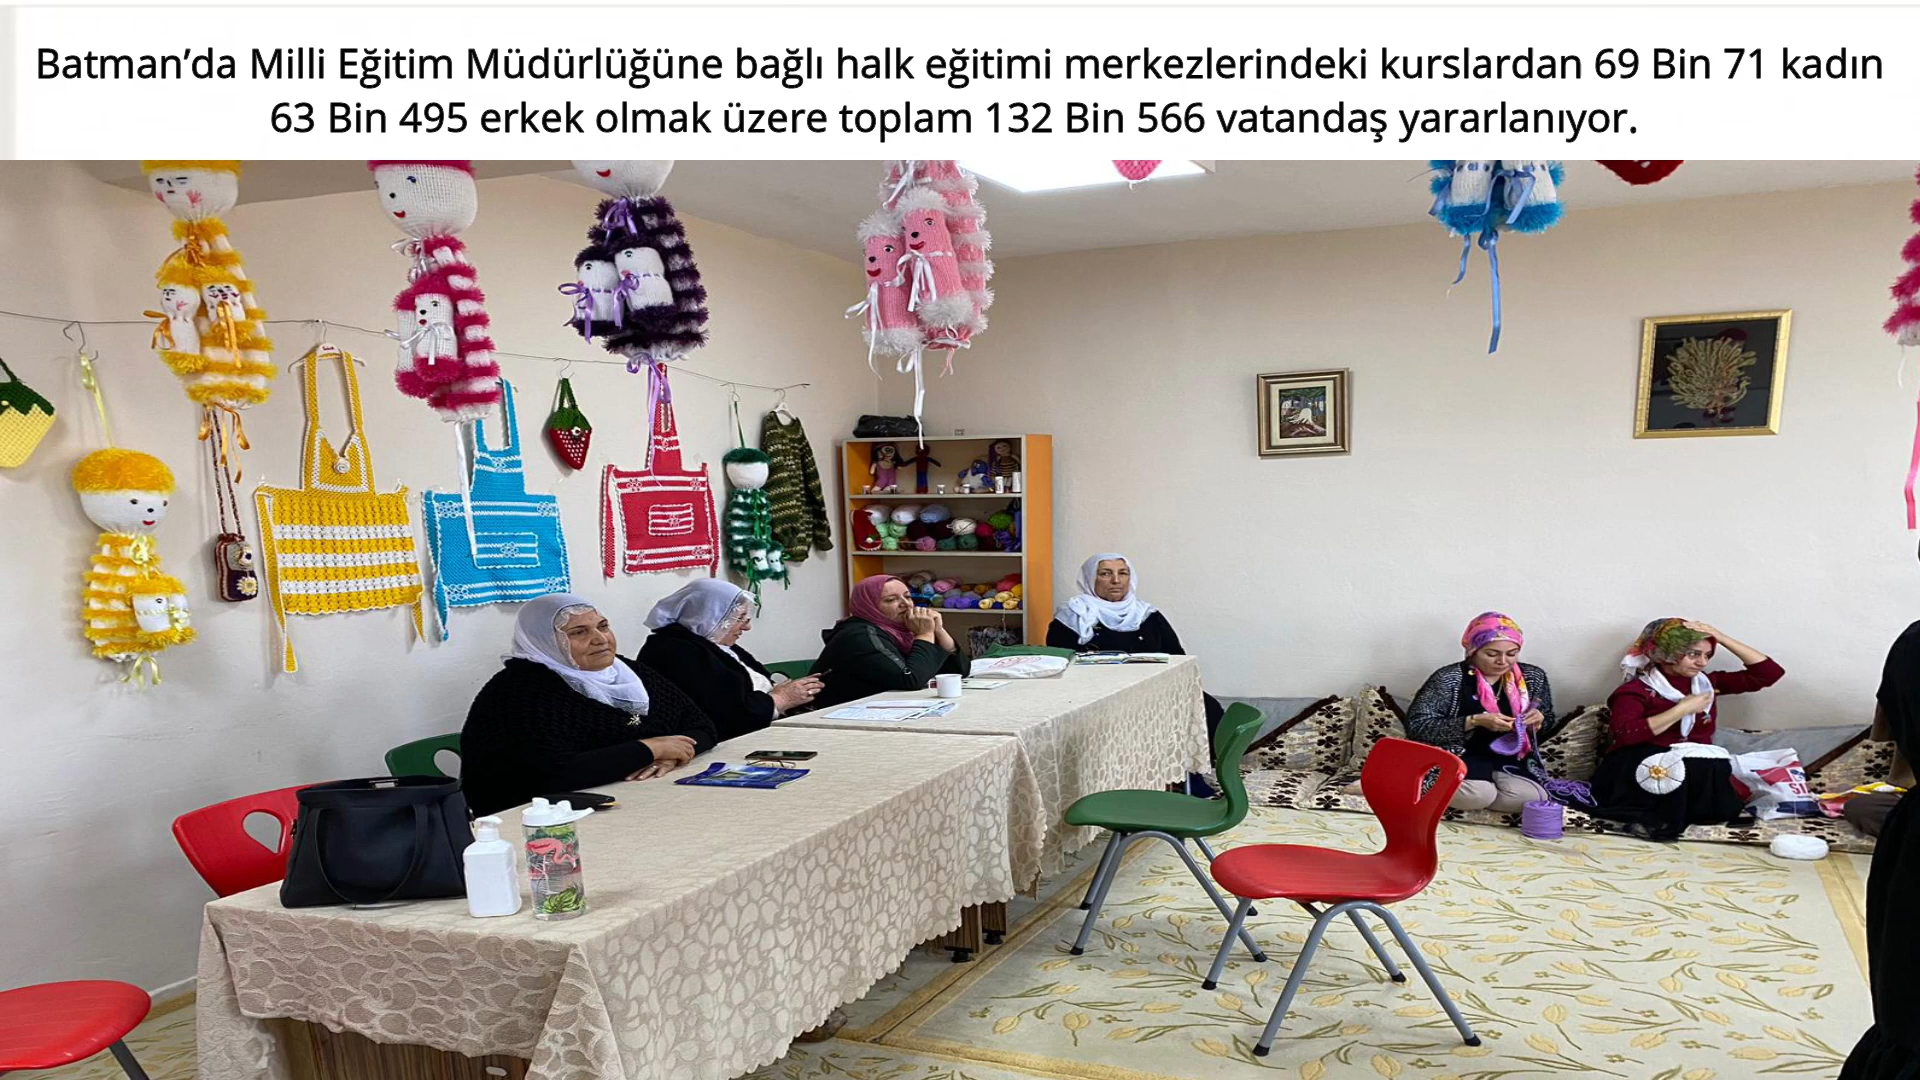 Batman’da Milli Eğitim Müdürlüğüne bağlı halk eğitimi merkezlerindeki kurslardan 69 Bin 71 kadın
63 Bin 495 erkek olmak üzere toplam 132 Bin 566 vatandaş yararlanıyor.